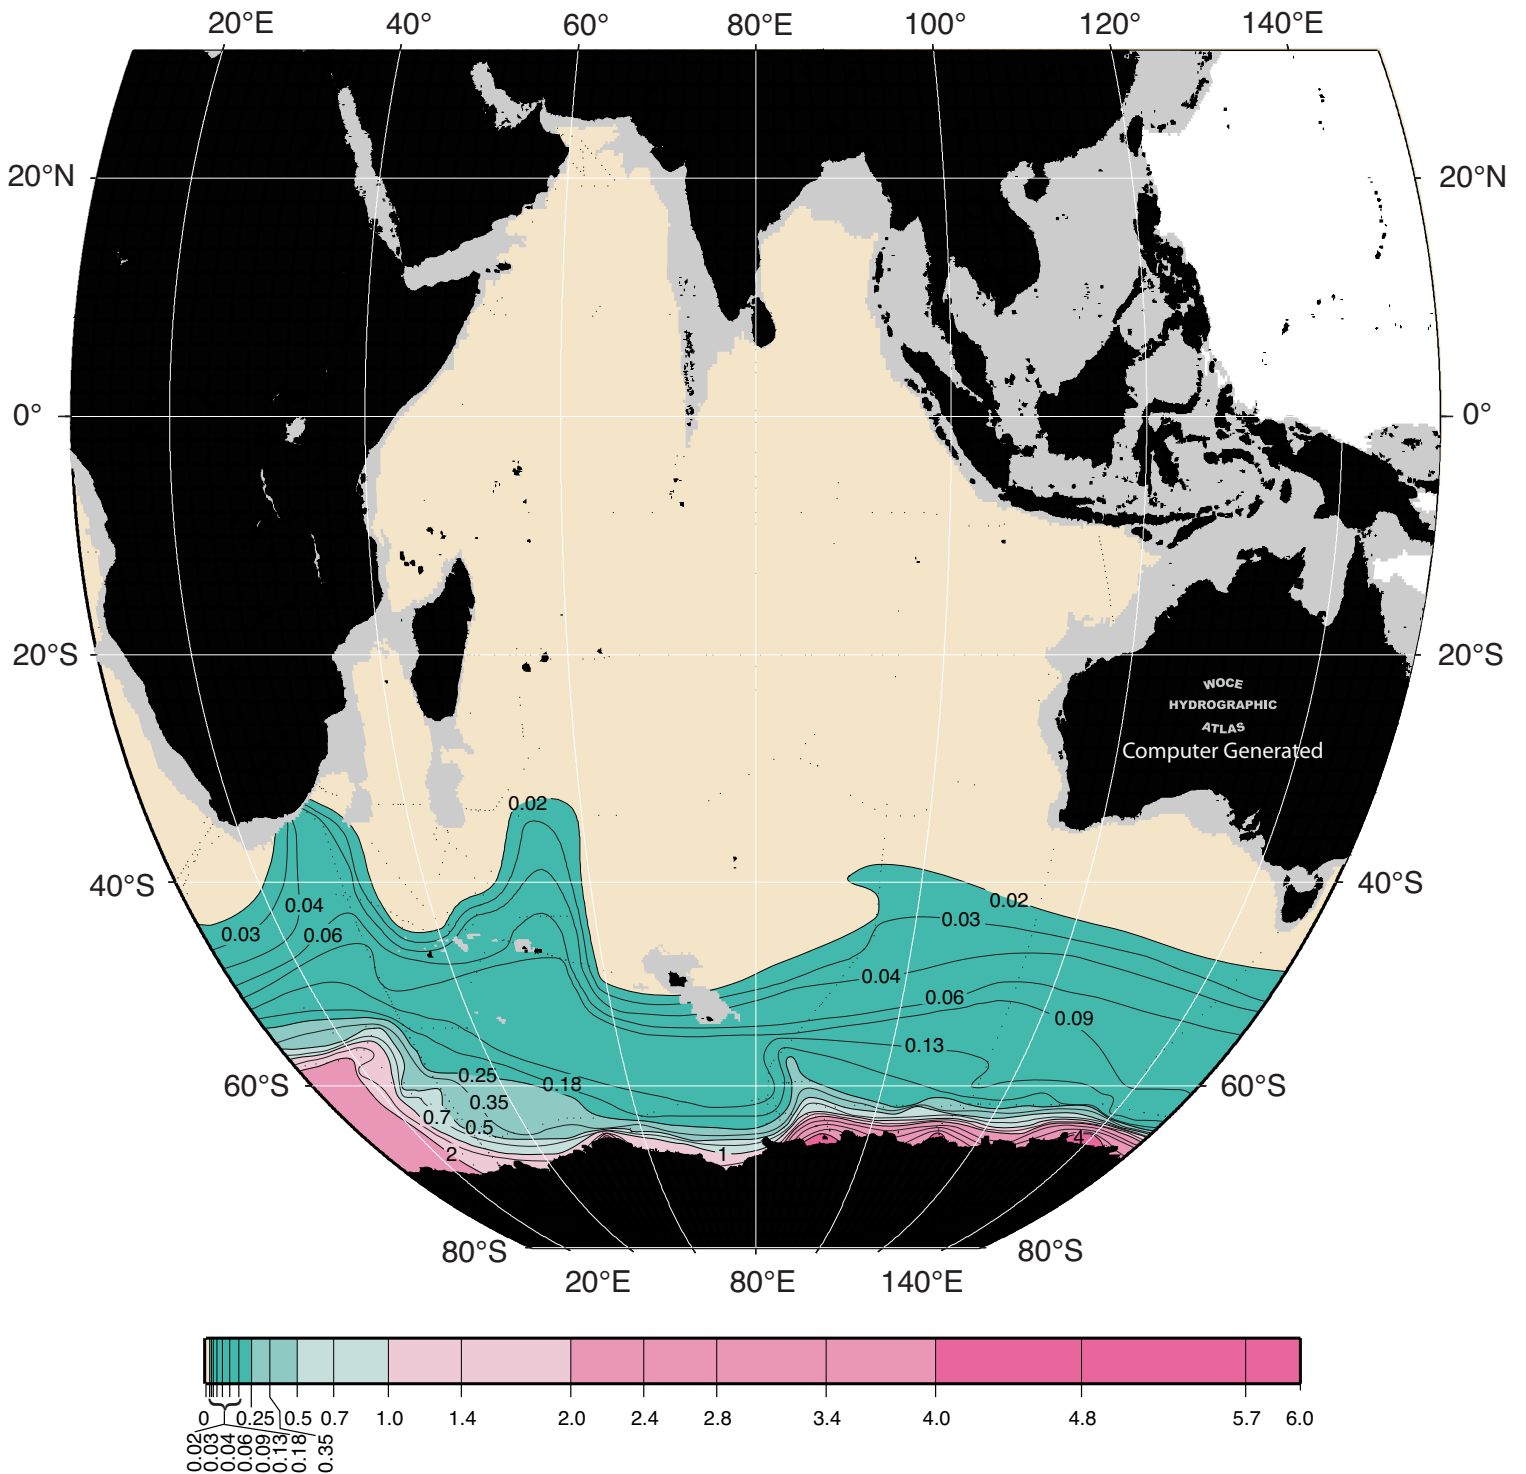 20°E 40° 60° 80°E 100° 120° 140°E
20°N 20°N
0° 0°
20°S 20°S
WOCE
HYDROGRAPHIC
ATLAS
Computer Generated
0.02
40°S 40°S
0.02
0.04
0.03
0.03
0.06
0.04
0.06
0.09
0.13
0.25
0.18
60°S 60°S
0.35
0.7
0.5
4
2
1
80°S 80°S
20°E 80°E 140°E
0 0.25 0.5 0.7 1.0 1.4 2.0 2.4 2.8 3.4 4.0 4.8 5.7 6.0
0.02 0.03 0.04 0.06 0.09 0.13 0.18 0.35